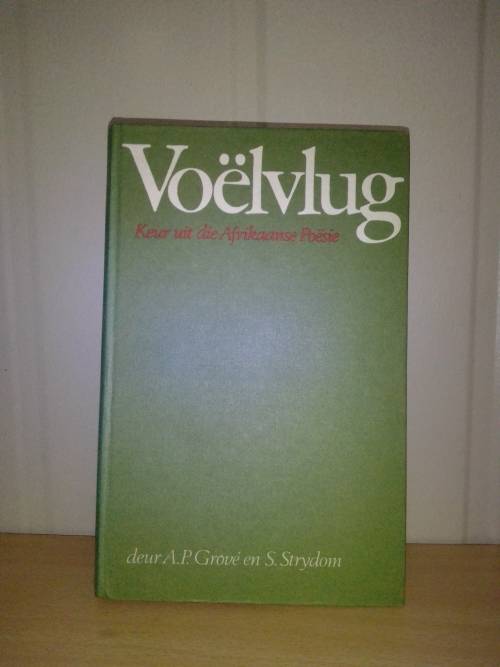 Voëlvlug
Keur uit die Afrikaanse Poësie
deur A.P. Grové en S. Strydom